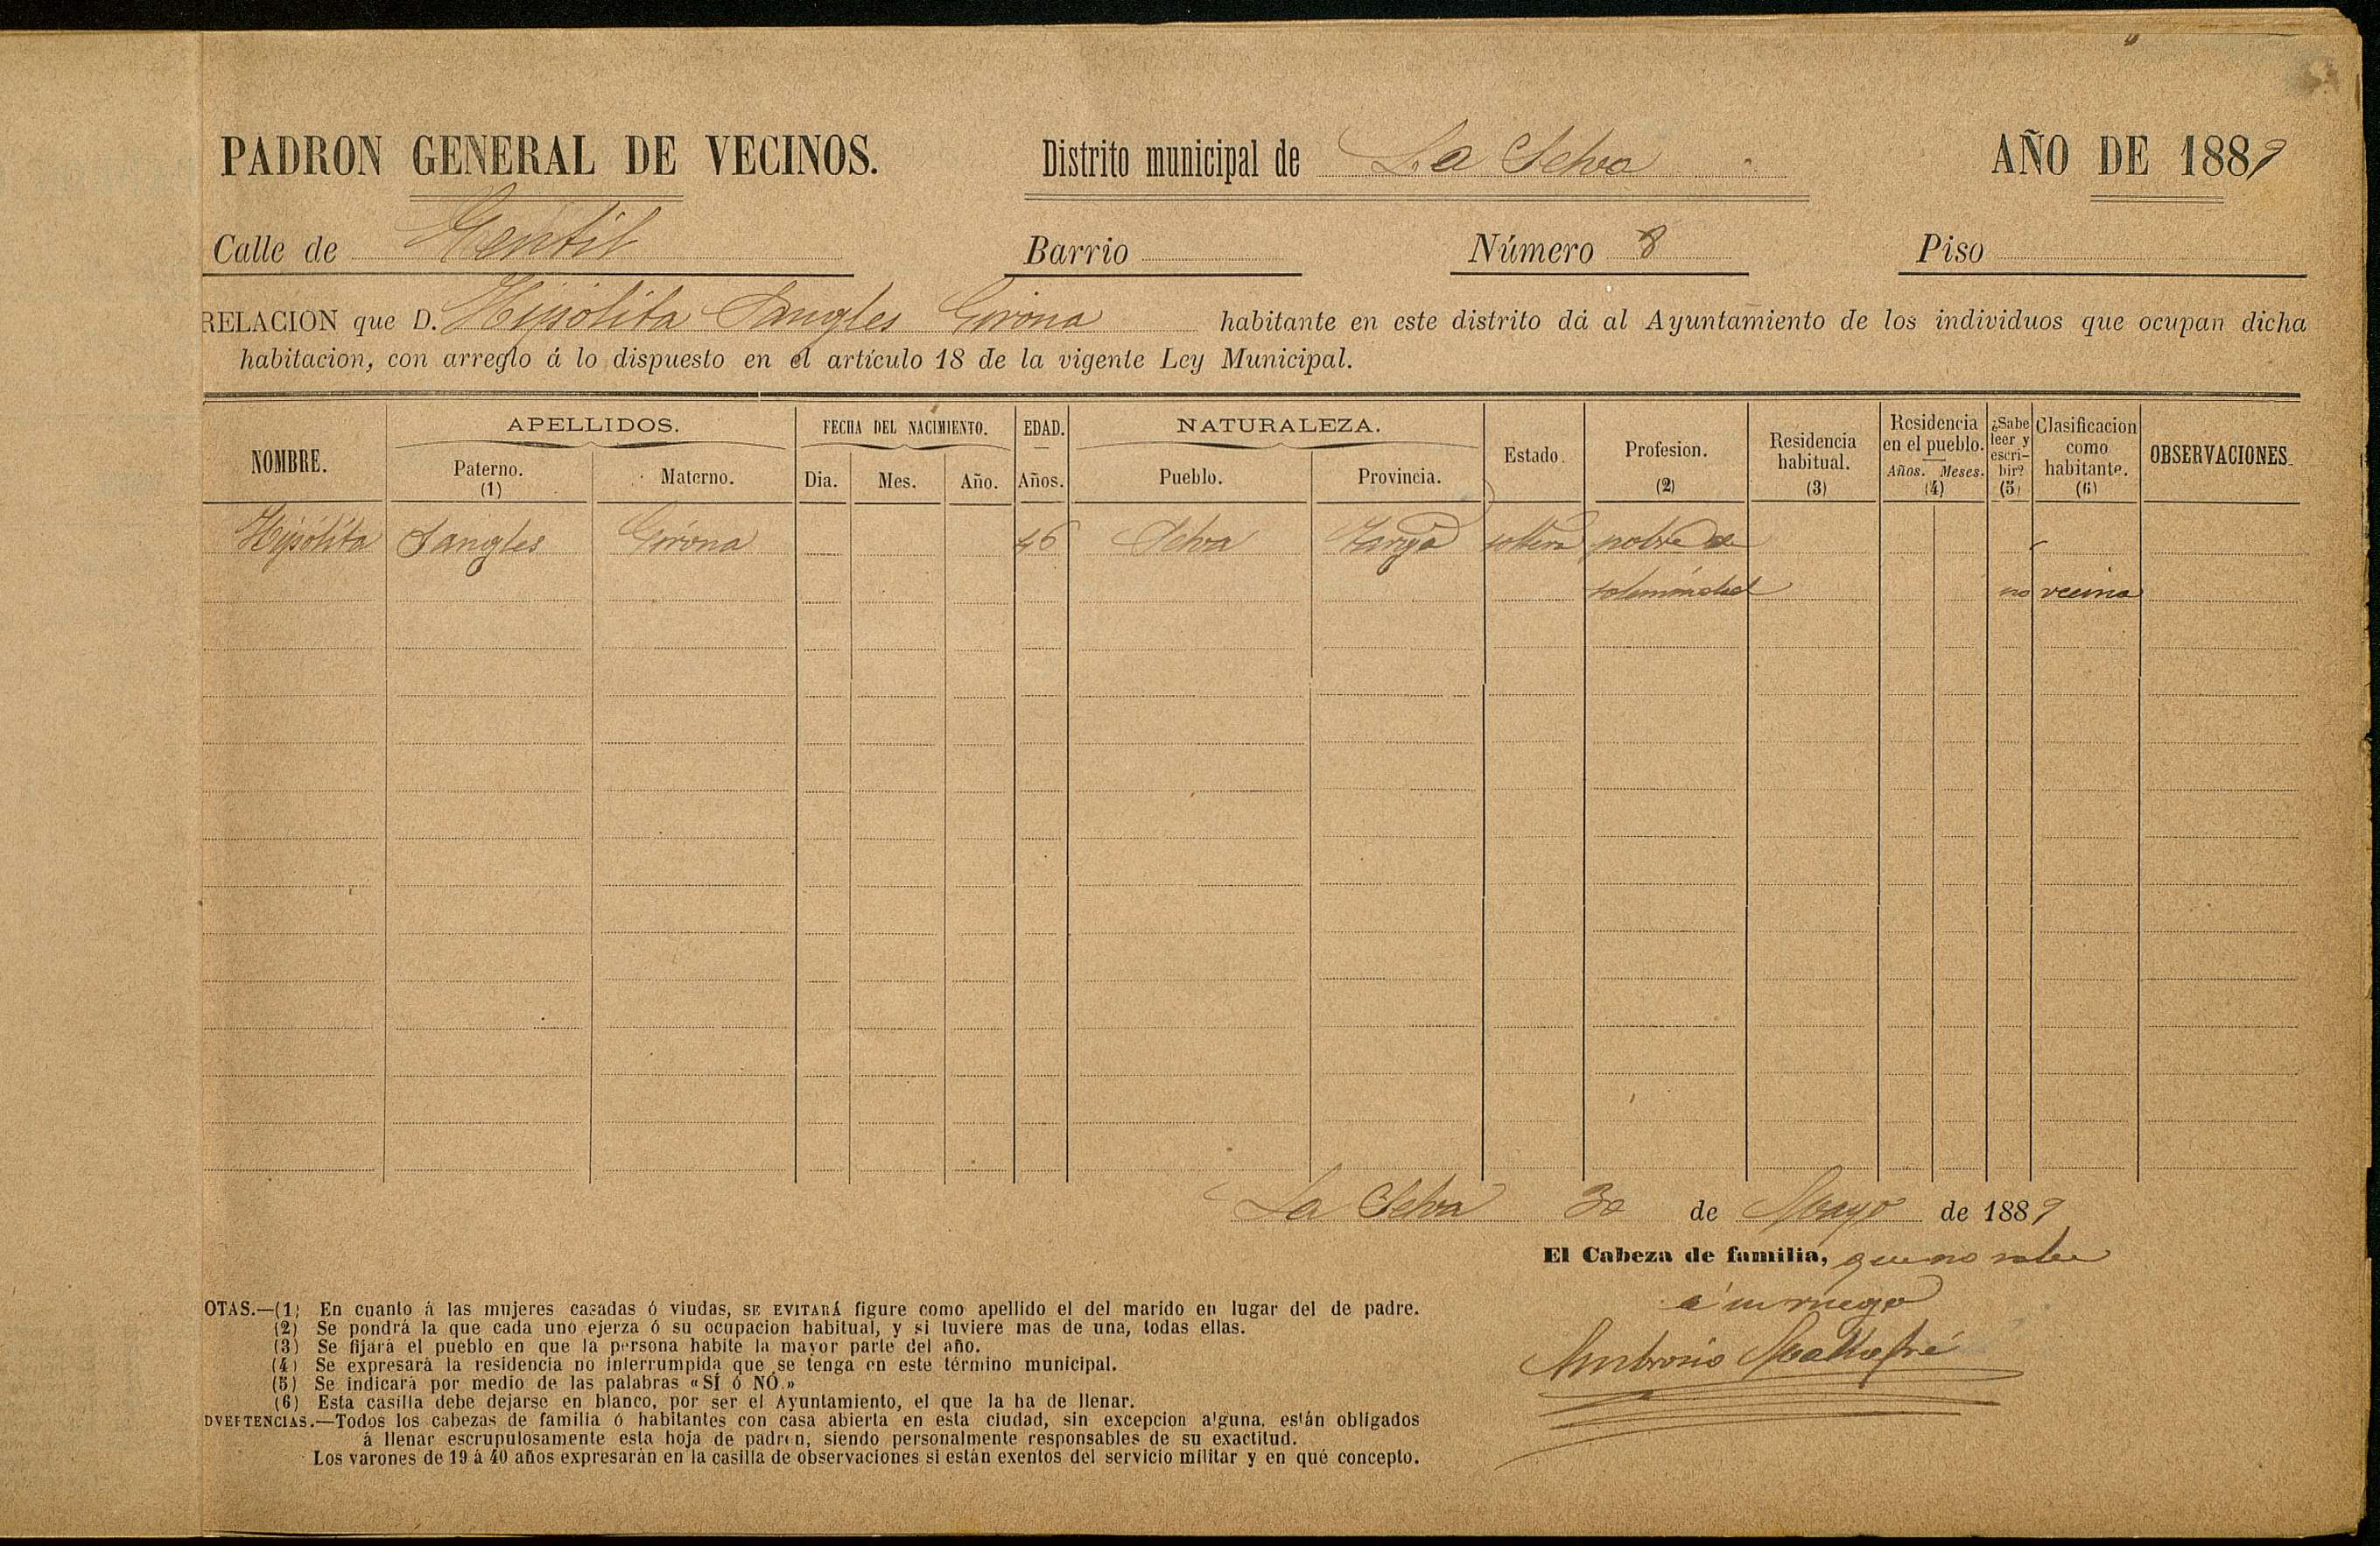 PADRON GENERAL DE VECINOS. Distrito municipal de La Selva AÑO DE 1889
Calle de Gentil Barrio Número 8 Piso
RELACION que D. Hipólita Sangles Girona habitante en este distrito dá al Ayuntamiento de los individuos que ocupan dicha
habitacion, con arreglo á lo dispuesto en el artículo 18 de la vigente Ley Municipal.
NOMBRE. APELLIDOS. FECHA DEL NACIMIENTO. EDAD. NATURALEZA. Estado. Profesion. (2) Residencia habitual. (3) Residencia en el pueblo. Años. Meses. (4) ¿Sabe leer y escribir? (5) Clasificacion como habitante. (6) OBSERVACIONES.
Paterno. (1) Materno. Dia. Mes. Año. Años. Pueblo. Provincia.
Hipólita Sangles Girona 46 Selva Tarrgª soltera pobre de
solemnidad no vecina
La Selva 30 de Mayo de 1889
El Cabeza de familia, que no sabe
á su ruego
Ambrosio Mallafré
OTAS.—(1) En cuanto á las mujeres casadas ó viudas, SE EVITARÁ figure como apellido el del marido en lugar del de padre.
(2) Se pondrá la que cada uno ejerza ó su ocupacion habitual, y si tuviere mas de una, todas ellas.
(3) Se fijará el pueblo en que la persona habite la mayor parte del año.
(4) Se expresará la residencia no interrumpida que se tenga en este término municipal.
(5) Se indicará por medio de las palabras «SÍ ó NÓ.»
(6) Esta casilla debe dejarse en blanco, por ser el Ayuntamiento, el que la ha de llenar.
DVERTENCIAS.—Todos los cabezas de familia ó habitantes con casa abierta en esta ciudad, sin excepcion alguna, están obligados
á llenar escrupulosamente esta hoja de padron, siendo personalmente responsables de su exactitud.
Los varones de 19 á 40 años expresarán en la casilla de observaciones si están exentos del servicio militar y en qué concepto.